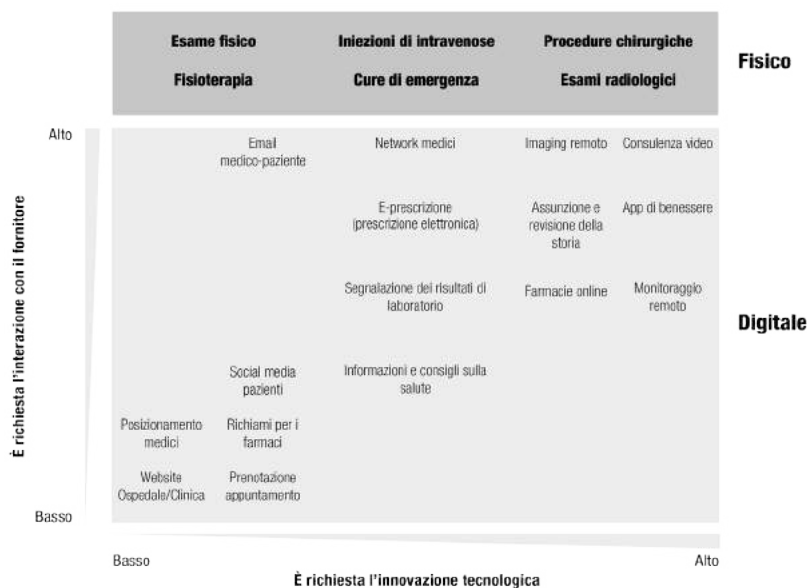 Esame fisico
Iniezioni di intravenose
Procedure chirurgiche
Fisico
Fisioterapia
Cure di emergenza
Esami radiologici
Alto
Email
medico-paziente
Network medici
Imaging remoto
Consulenza video
E-prescrizione
(prescrizione elettronica)
Assunzione e
revisione della
storia
App di benessere
Segnalazione dei risultati di
laboratorio
Farmacie online
Monitoraggio
remoto
Digitale
È richiesta l'interazione con il fornitore
Social media
pazienti
Informazioni e consigli sulla
salute
Posizionamento
medici
Richiami per i
farmaci
Website
Ospedale/Clinica
Prenotazione
appuntamento
Basso
Basso
Alto
È richiesta l'innovazione tecnologica